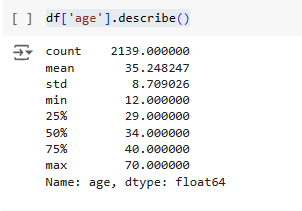 [ ] df['age'].describe()
count 2139.000000
mean 35.248247
std 8.709026
min 12.000000
25% 29.000000
50% 34.000000
75% 40.000000
max 70.000000
Name: age, dtype: float64